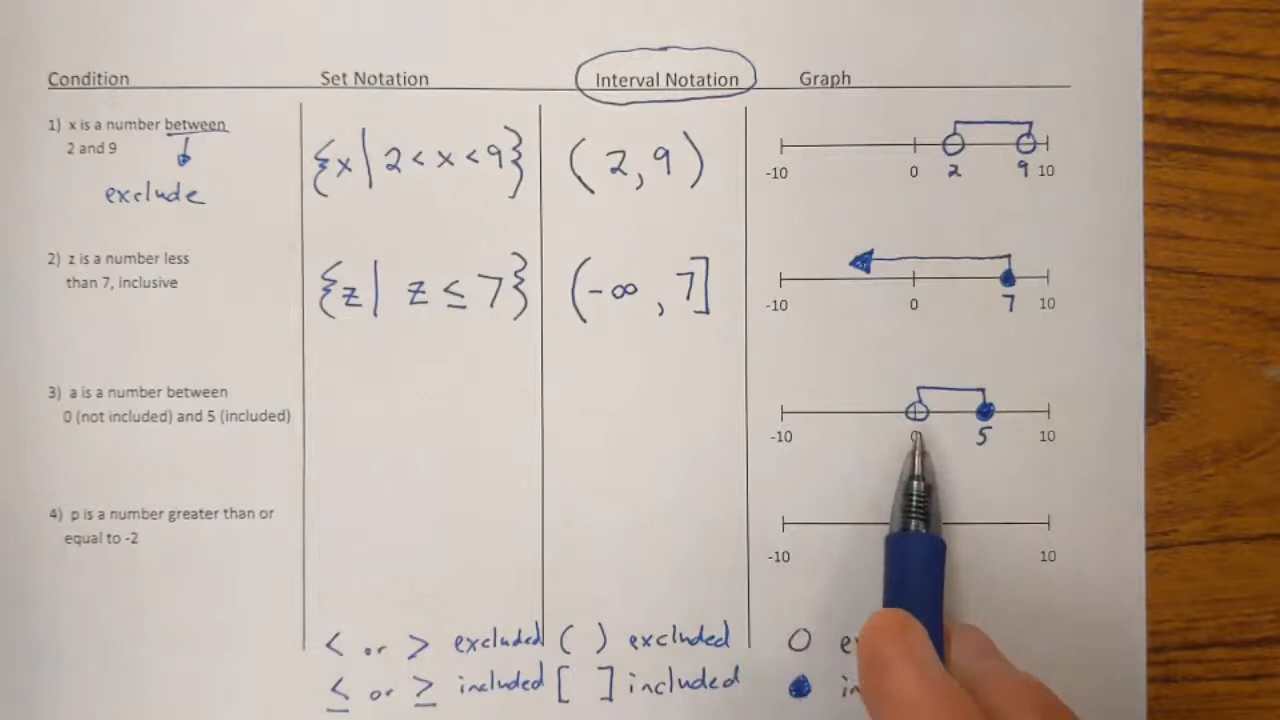 Condition Set Notation Interval Notation Graph
1) x is a number between
2 and 9
exclude
{x | 2 < x < 9}
(2, 9)
-10 0 2 9 10
2) z is a number less
than 7, inclusive
{z | z ≤ 7}
(-∞, 7]
-10 0 7 10
3) a is a number between
0 (not included) and 5 (included)
-10 0 5 10
4) p is a number greater than or
equal to -2
-10 10
< or > excluded ( ) excluded
≤ or ≥ included [ ] included